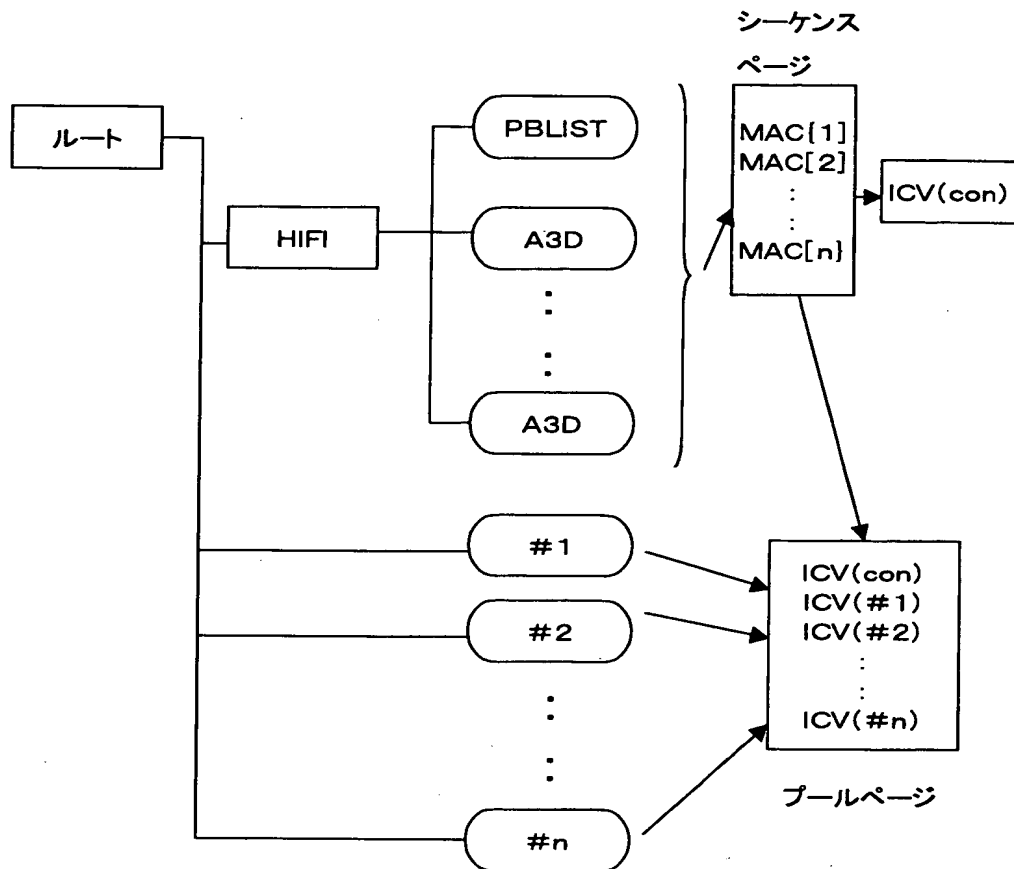 シーケンス
ページ
ルート
PBLIST
MAC{1]
MAC[2]
:
:
MAC[n}
ICV(con)
HIFI
A3D
:
:
A3D
#1
#2
:
:
#n
ICV(con)
ICV(#1)
ICV(#2)
:
:
ICV(#n)
プールページ